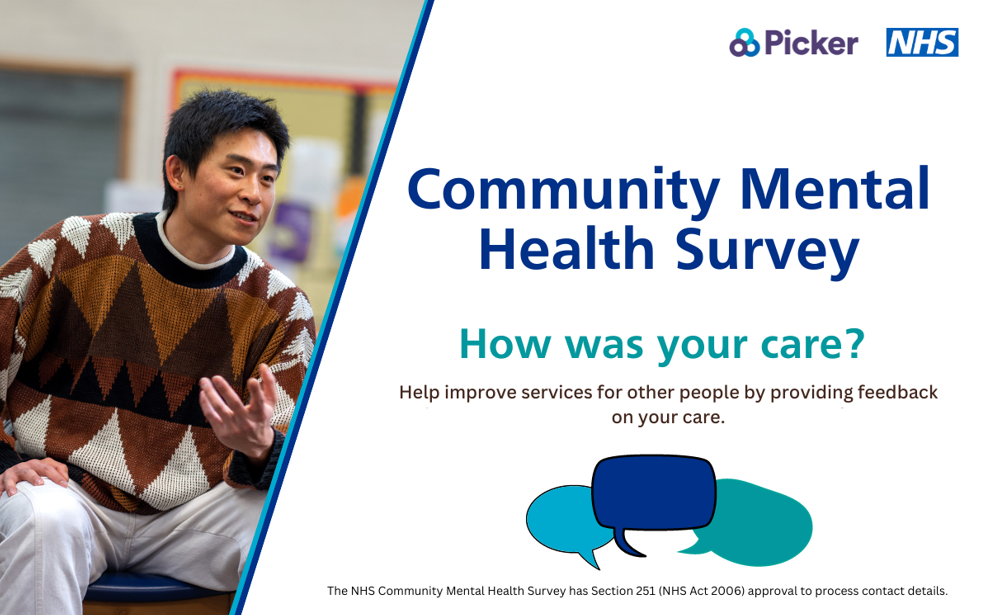 Picker NHS
Community Mental
Health Survey
How was your care?
Help improve services for other people by providing feedback
on your care.
The NHS Community Mental Health Survey has Section 251 (NHS Act 2006) approval to process contact details.